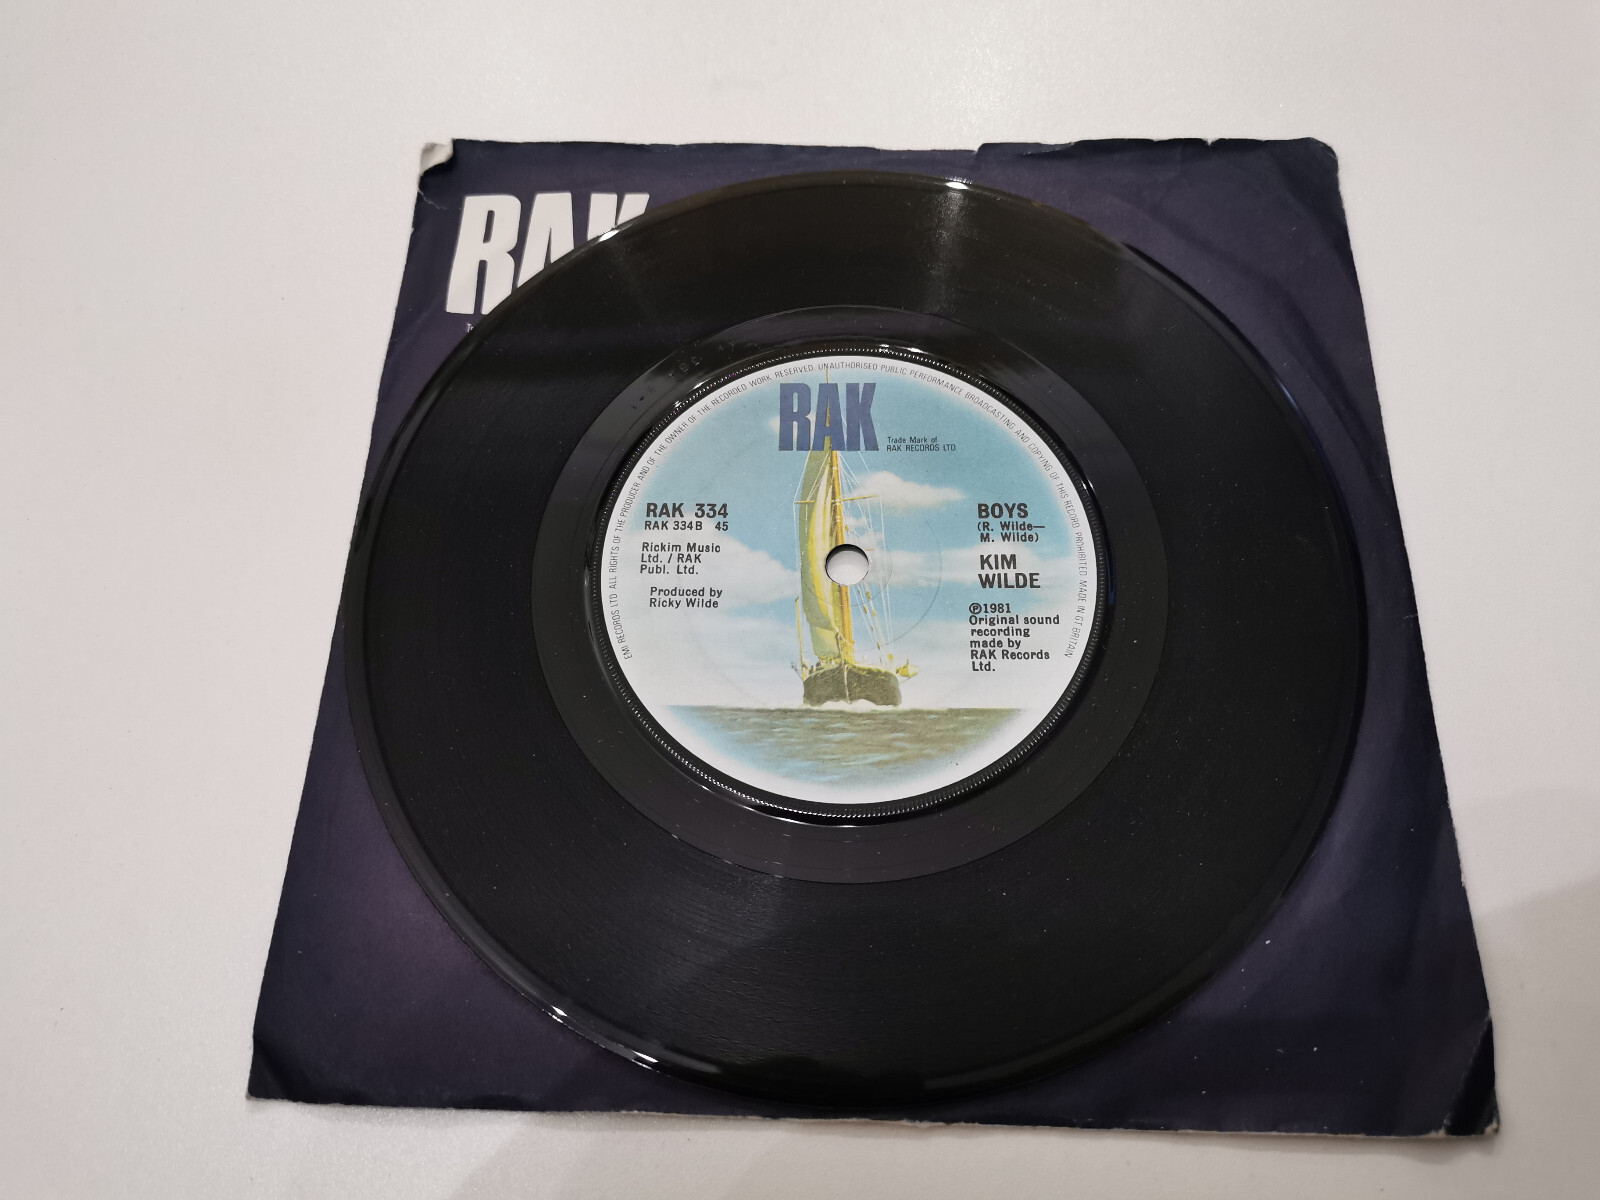 RAK
EMI RECORDS LTD. ALL RIGHTS OF THE PRODUCER AND OF THE OWNER OF THE RECORDED WORK RESERVED. UNAUTHORISED PUBLIC PERFORMANCE BROADCASTING AND COPYING OF THIS RECORD PROHIBITED. MADE IN GT BRITAIN
RAK
Trade Mark of
RAK RECORDS LTD
RAK 334
RAK 334B 45
Rickim Music
Ltd. / RAK
Publ. Ltd.
Produced by
Ricky Wilde
BOYS
(R. Wilde—
M. Wilde)
KIM
WILDE
℗1981
Original sound
recording
made by
RAK Records
Ltd.